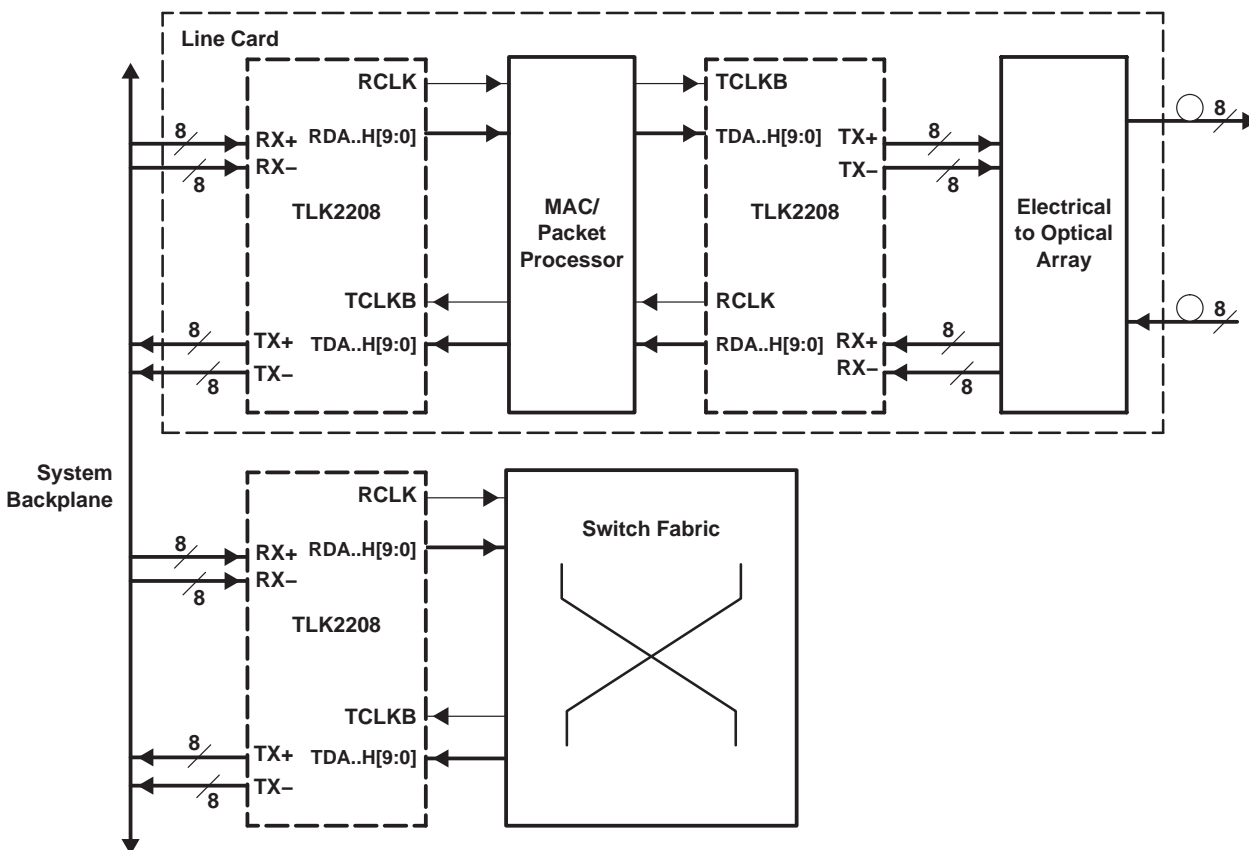 Line Card
RCLK
TCLKB
8
8
RX+
RDA..H[9:0]
TDA..H[9:0]
TX+
8
8
RX–
TX–
8
8
TLK2208
MAC/
Packet
Processor
TLK2208
Electrical
to Optical
Array
TCLKB
RCLK
8
8
TX+
TDA..H[9:0]
RDA..H[9:0]
RX+
8
TX–
RX–
8
8
System
Backplane
RCLK
Switch Fabric
8
RX+
RDA..H[9:0]
RX–
8
TLK2208
TCLKB
8
TX+
TDA..H[9:0]
TX–
8